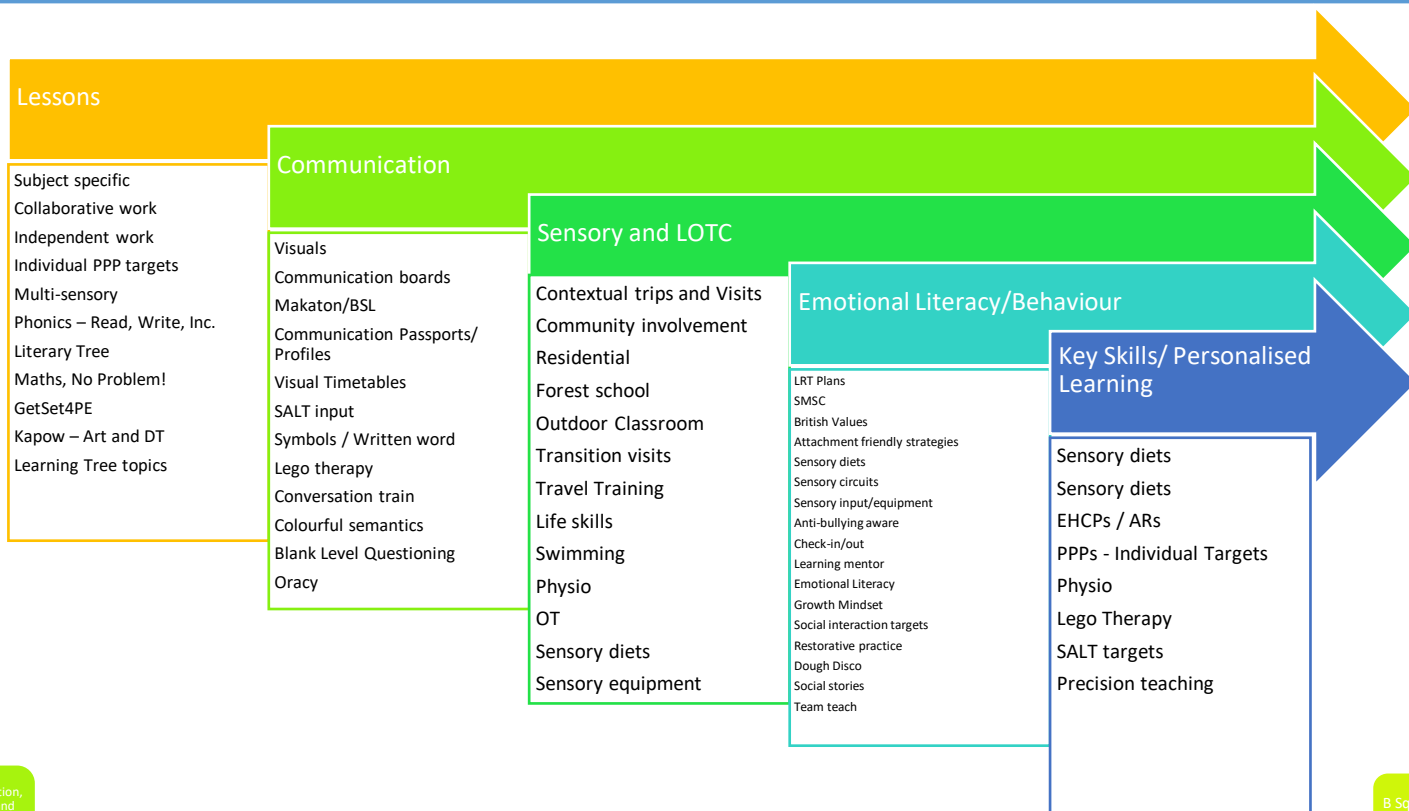 Lessons
Subject specific
Collaborative work
Independent work
Individual PPP targets
Multi-sensory
Phonics – Read, Write, Inc.
Literary Tree
Maths, No Problem!
GetSet4PE
Kapow – Art and DT
Learning Tree topics
Communication
Visuals
Communication boards
Makaton/BSL
Communication Passports/
Profiles
Visual Timetables
SALT input
Symbols / Written word
Lego therapy
Conversation train
Colourful semantics
Blank Level Questioning
Oracy
Sensory and LOTC
Contextual trips and Visits
Community involvement
Residential
Forest school
Outdoor Classroom
Transition visits
Travel Training
Life skills
Swimming
Physio
OT
Sensory diets
Sensory equipment
Emotional Literacy/Behaviour
LRT Plans
SMSC
British Values
Attachment friendly strategies
Sensory diets
Sensory circuits
Sensory input/equipment
Anti-bullying aware
Check-in/out
Learning mentor
Emotional Literacy
Growth Mindset
Social interaction targets
Restorative practice
Dough Disco
Social stories
Team teach
Key Skills/ Personalised
Learning
Sensory diets
Sensory diets
EHCPs / ARs
PPPs - Individual Targets
Physio
Lego Therapy
SALT targets
Precision teaching